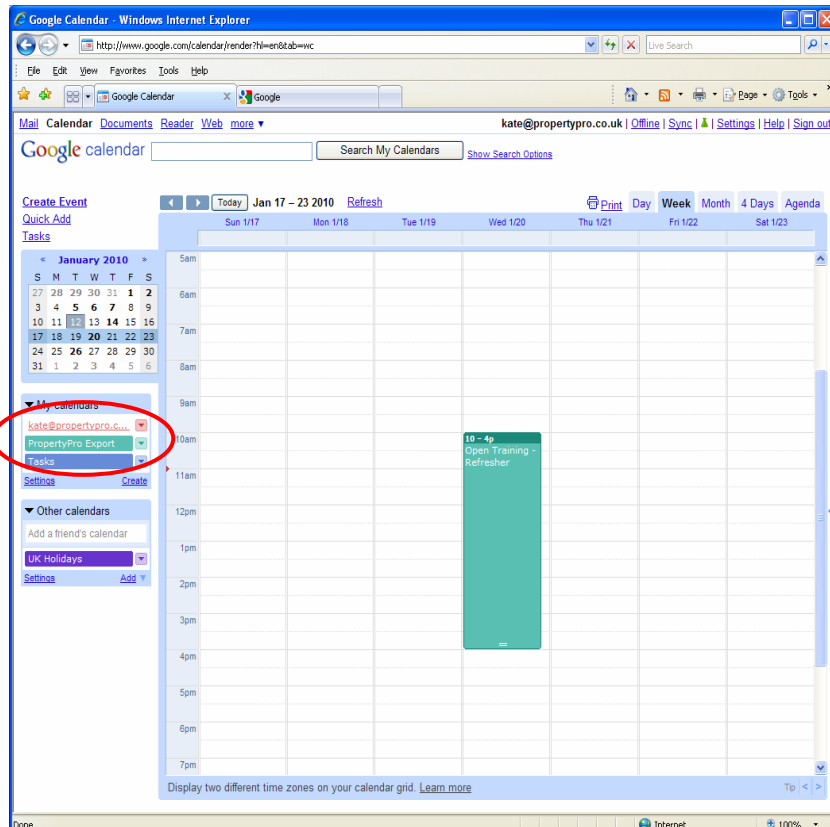 Google Calendar - Windows Internet Explorer
http://www.google.com/calendar/render?hl=en&tab=wc
Live Search
File Edit View Favorites Tools Help
Google Calendar X Google
Page Tools
Mail Calendar Documents Reader Web more ▼ kate@propertypro.co.uk | Offline | Sync | | Settings | Help | Sign out
Google calendar Search My Calendars Show Search Options
Create Event
Quick Add
Tasks
Today Jan 17 – 23 2010 Refresh Print Day Week Month 4 Days Agenda
Sun 1/17 Mon 1/18 Tue 1/19 Wed 1/20 Thu 1/21 Fri 1/22 Sat 1/23
« January 2010 »
S M T W T F S
27 28 29 30 31 1 2
3 4 5 6 7 8 9
10 11 12 13 14 15 16
17 18 19 20 21 22 23
24 25 26 27 28 29 30
31 1 2 3 4 5 6
▼ My calendars
kate@propertypro.c...
PropertyPro Export
Tasks
Settings Create
▼ Other calendars
Add a friend's calendar
UK Holidays
Settings Add ▼
5am
6am
7am
8am
9am
10am
11am
12pm
1pm
2pm
3pm
4pm
5pm
6pm
7pm
10 – 4p
Open Training -
Refresher
Display two different time zones on your calendar grid. Learn more Tip < >
Done Internet 100%